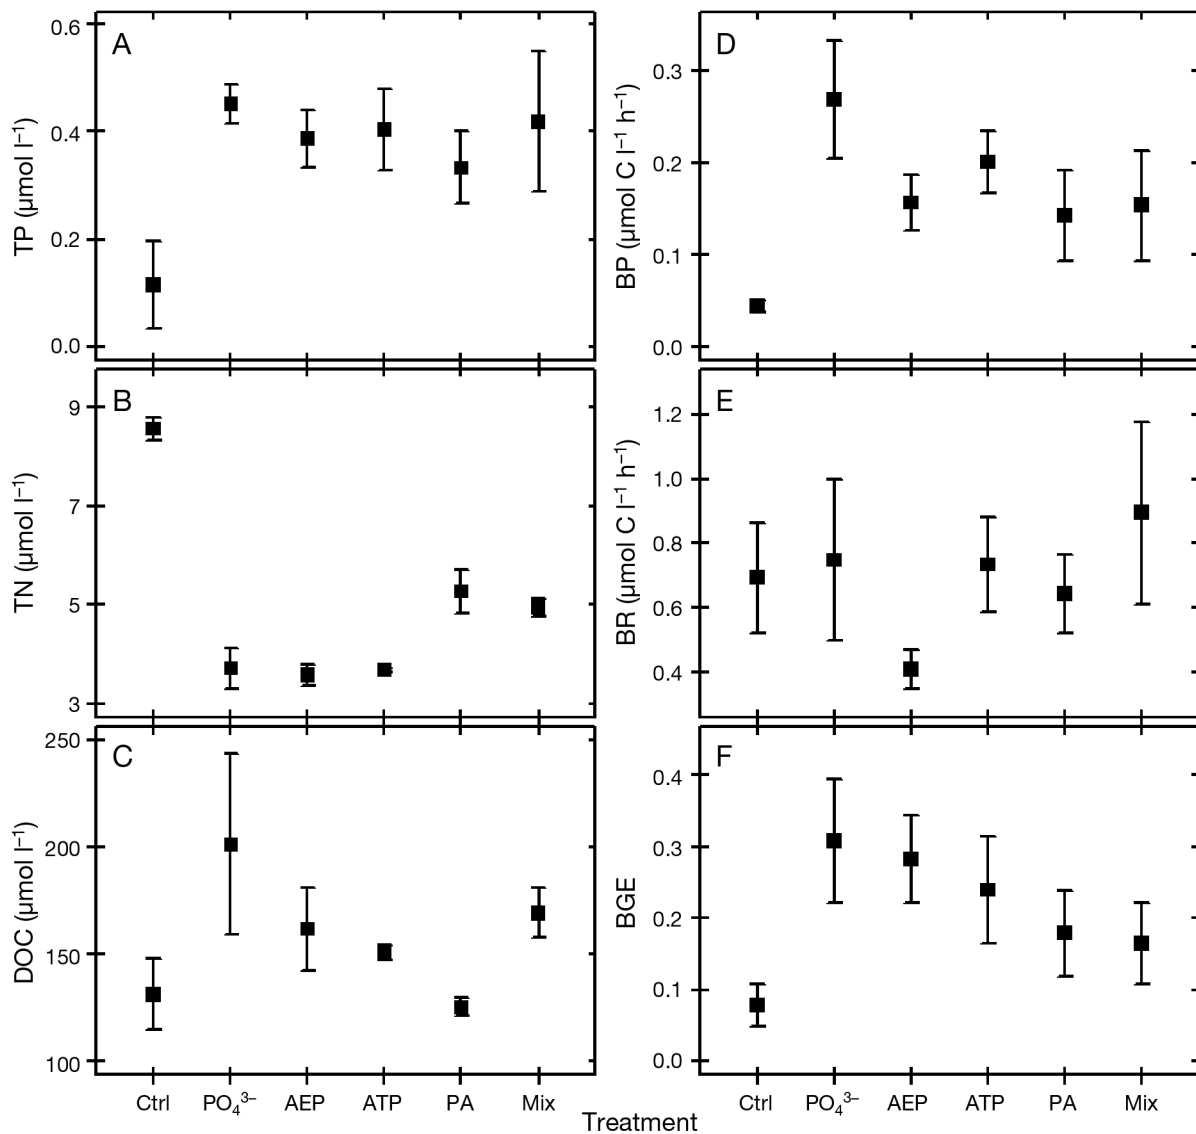 A
TP (µmol l⁻¹)
0.6
0.4
0.2
0.0
B
TN (µmol l⁻¹)
9
7
5
3
C
DOC (µmol l⁻¹)
250
200
150
100
Ctrl PO₄³⁻ AEP ATP PA Mix
D
BP (µmol C l⁻¹ h⁻¹)
0.3
0.2
0.1
0.0
E
BR (µmol C l⁻¹ h⁻¹)
1.2
1.0
0.8
0.6
0.4
F
BGE
0.4
0.3
0.2
0.1
0.0
Ctrl PO₄³⁻ AEP ATP PA Mix
Treatment